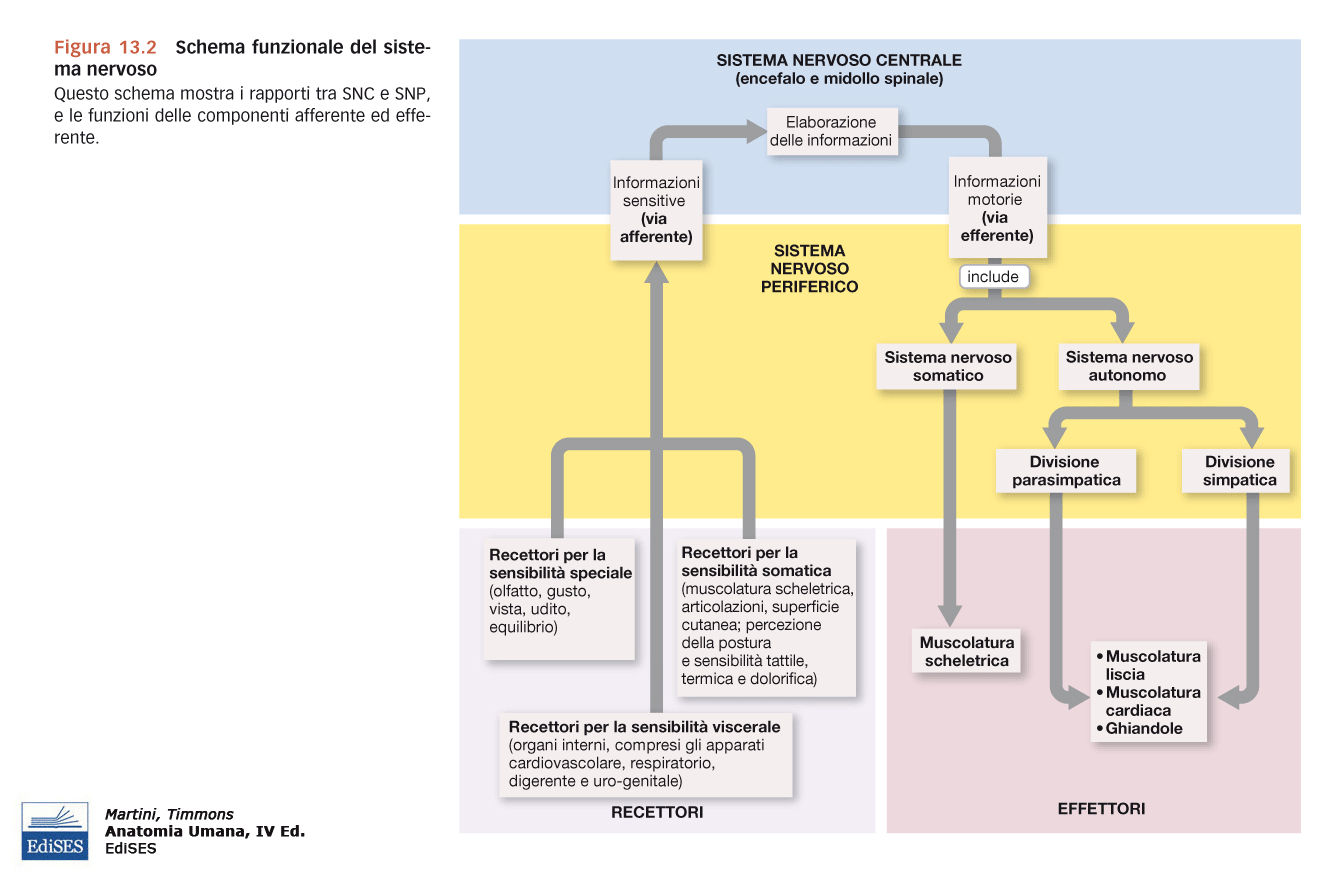 Figura 13.2 Schema funzionale del siste-
ma nervoso
Questo schema mostra i rapporti tra SNC e SNP,
e le funzioni delle componenti afferente ed effe-
rente.
SISTEMA NERVOSO CENTRALE
(encefalo e midollo spinale)
Elaborazione
delle informazioni
Informazioni
sensitive
(via
afferente)
Informazioni
motorie
(via
efferente)
SISTEMA
NERVOSO
PERIFERICO
include
Sistema nervoso
somatico
Sistema nervoso
autonomo
Divisione
parasimpatica
Divisione
simpatica
Recettori per la
sensibilità speciale
(olfatto, gusto,
vista, udito,
equilibrio)
Recettori per la
sensibilità somatica
(muscolatura scheletrica,
articolazioni, superficie
cutanea; percezione
della postura
e sensibilità tattile,
termica e dolorifica)
Recettori per la sensibilità viscerale
(organi interni, compresi gli apparati
cardiovascolare, respiratorio,
digerente e uro-genitale)
RECETTORI
Muscolatura
scheletrica
• Muscolatura
liscia
• Muscolatura
cardiaca
• Ghiandole
EFFETTORI
EdiSES
Martini, Timmons
Anatomia Umana, IV Ed.
EdiSES